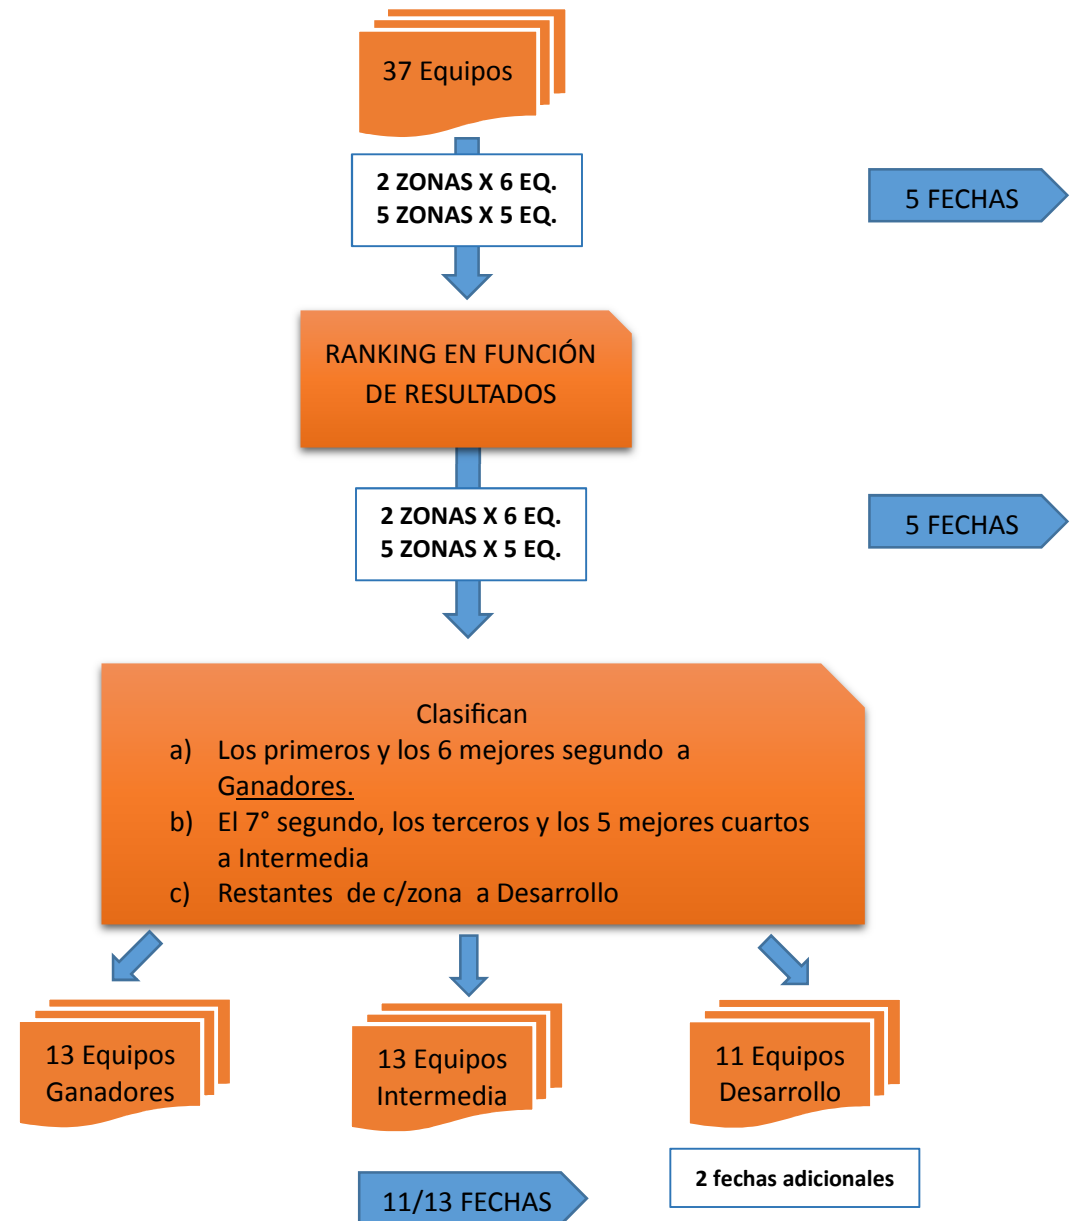 37 Equipos
2 ZONAS X 6 EQ.
5 ZONAS X 5 EQ.
5 FECHAS
RANKING EN FUNCIÓN
DE RESULTADOS
2 ZONAS X 6 EQ.
5 ZONAS X 5 EQ.
5 FECHAS
Clasifican
a) Los primeros y los 6 mejores segundo a
Ganadores.
b) El 7° segundo, los terceros y los 5 mejores cuartos
a Intermedia
c) Restantes de c/zona a Desarrollo
13 Equipos
Ganadores
13 Equipos
Intermedia
11 Equipos
Desarrollo
2 fechas adicionales
11/13 FECHAS